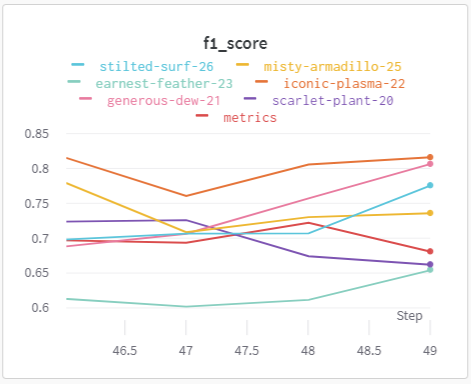 f1_score
stilted-surf-26 misty-armadillo-25
earnest-feather-23 iconic-plasma-22
generous-dew-21 scarlet-plant-20
metrics
0.85
0.8
0.75
0.7
0.65
0.6
Step
46.5 47 47.5 48 48.5 49